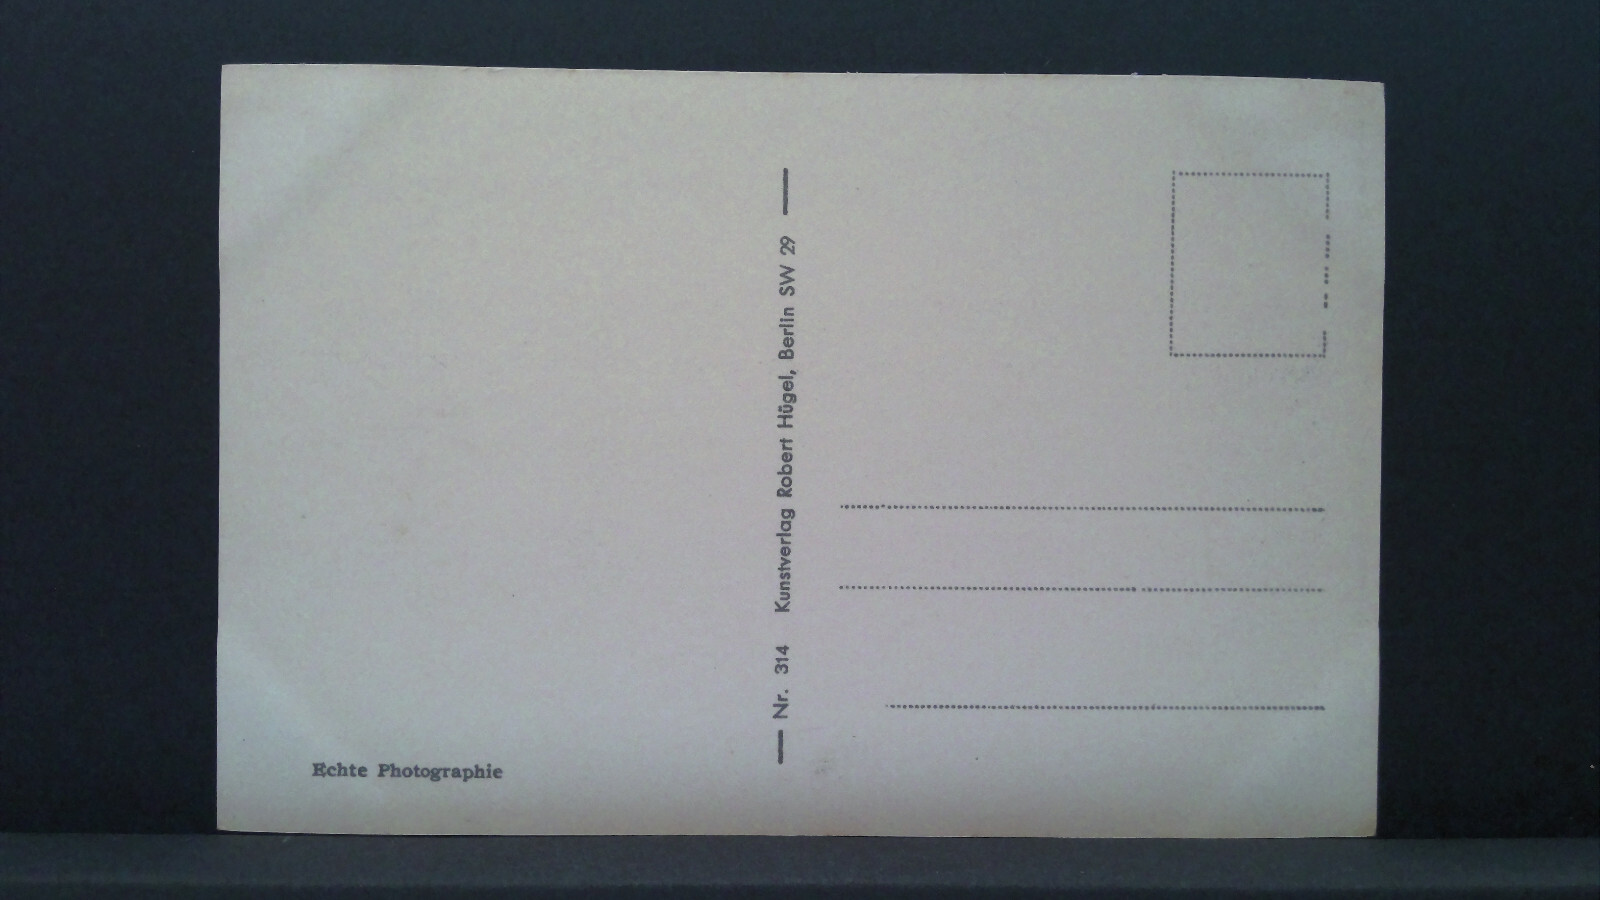 Nr. 314 Kunstverlag Robert Hügel, Berlin SW 29
Echte Photographie